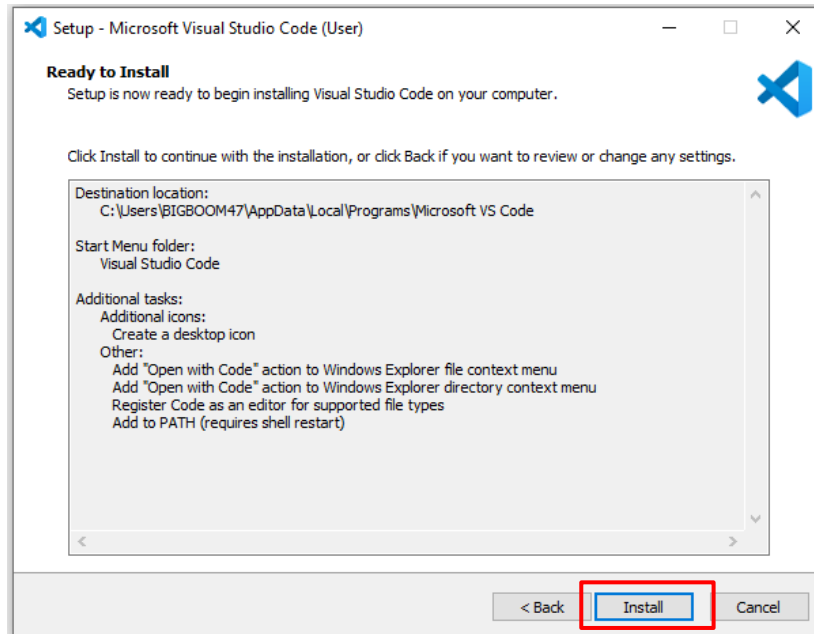 Setup - Microsoft Visual Studio Code (User)
Ready to Install
Setup is now ready to begin installing Visual Studio Code on your computer.
Click Install to continue with the installation, or click Back if you want to review or change any settings.
Destination location:
C:\Users\BIGBOOM47\AppData\Local\Programs\Microsoft VS Code
Start Menu folder:
Visual Studio Code
Additional tasks:
Additional icons:
Create a desktop icon
Other:
Add "Open with Code" action to Windows Explorer file context menu
Add "Open with Code" action to Windows Explorer directory context menu
Register Code as an editor for supported file types
Add to PATH (requires shell restart)
< Back Install Cancel